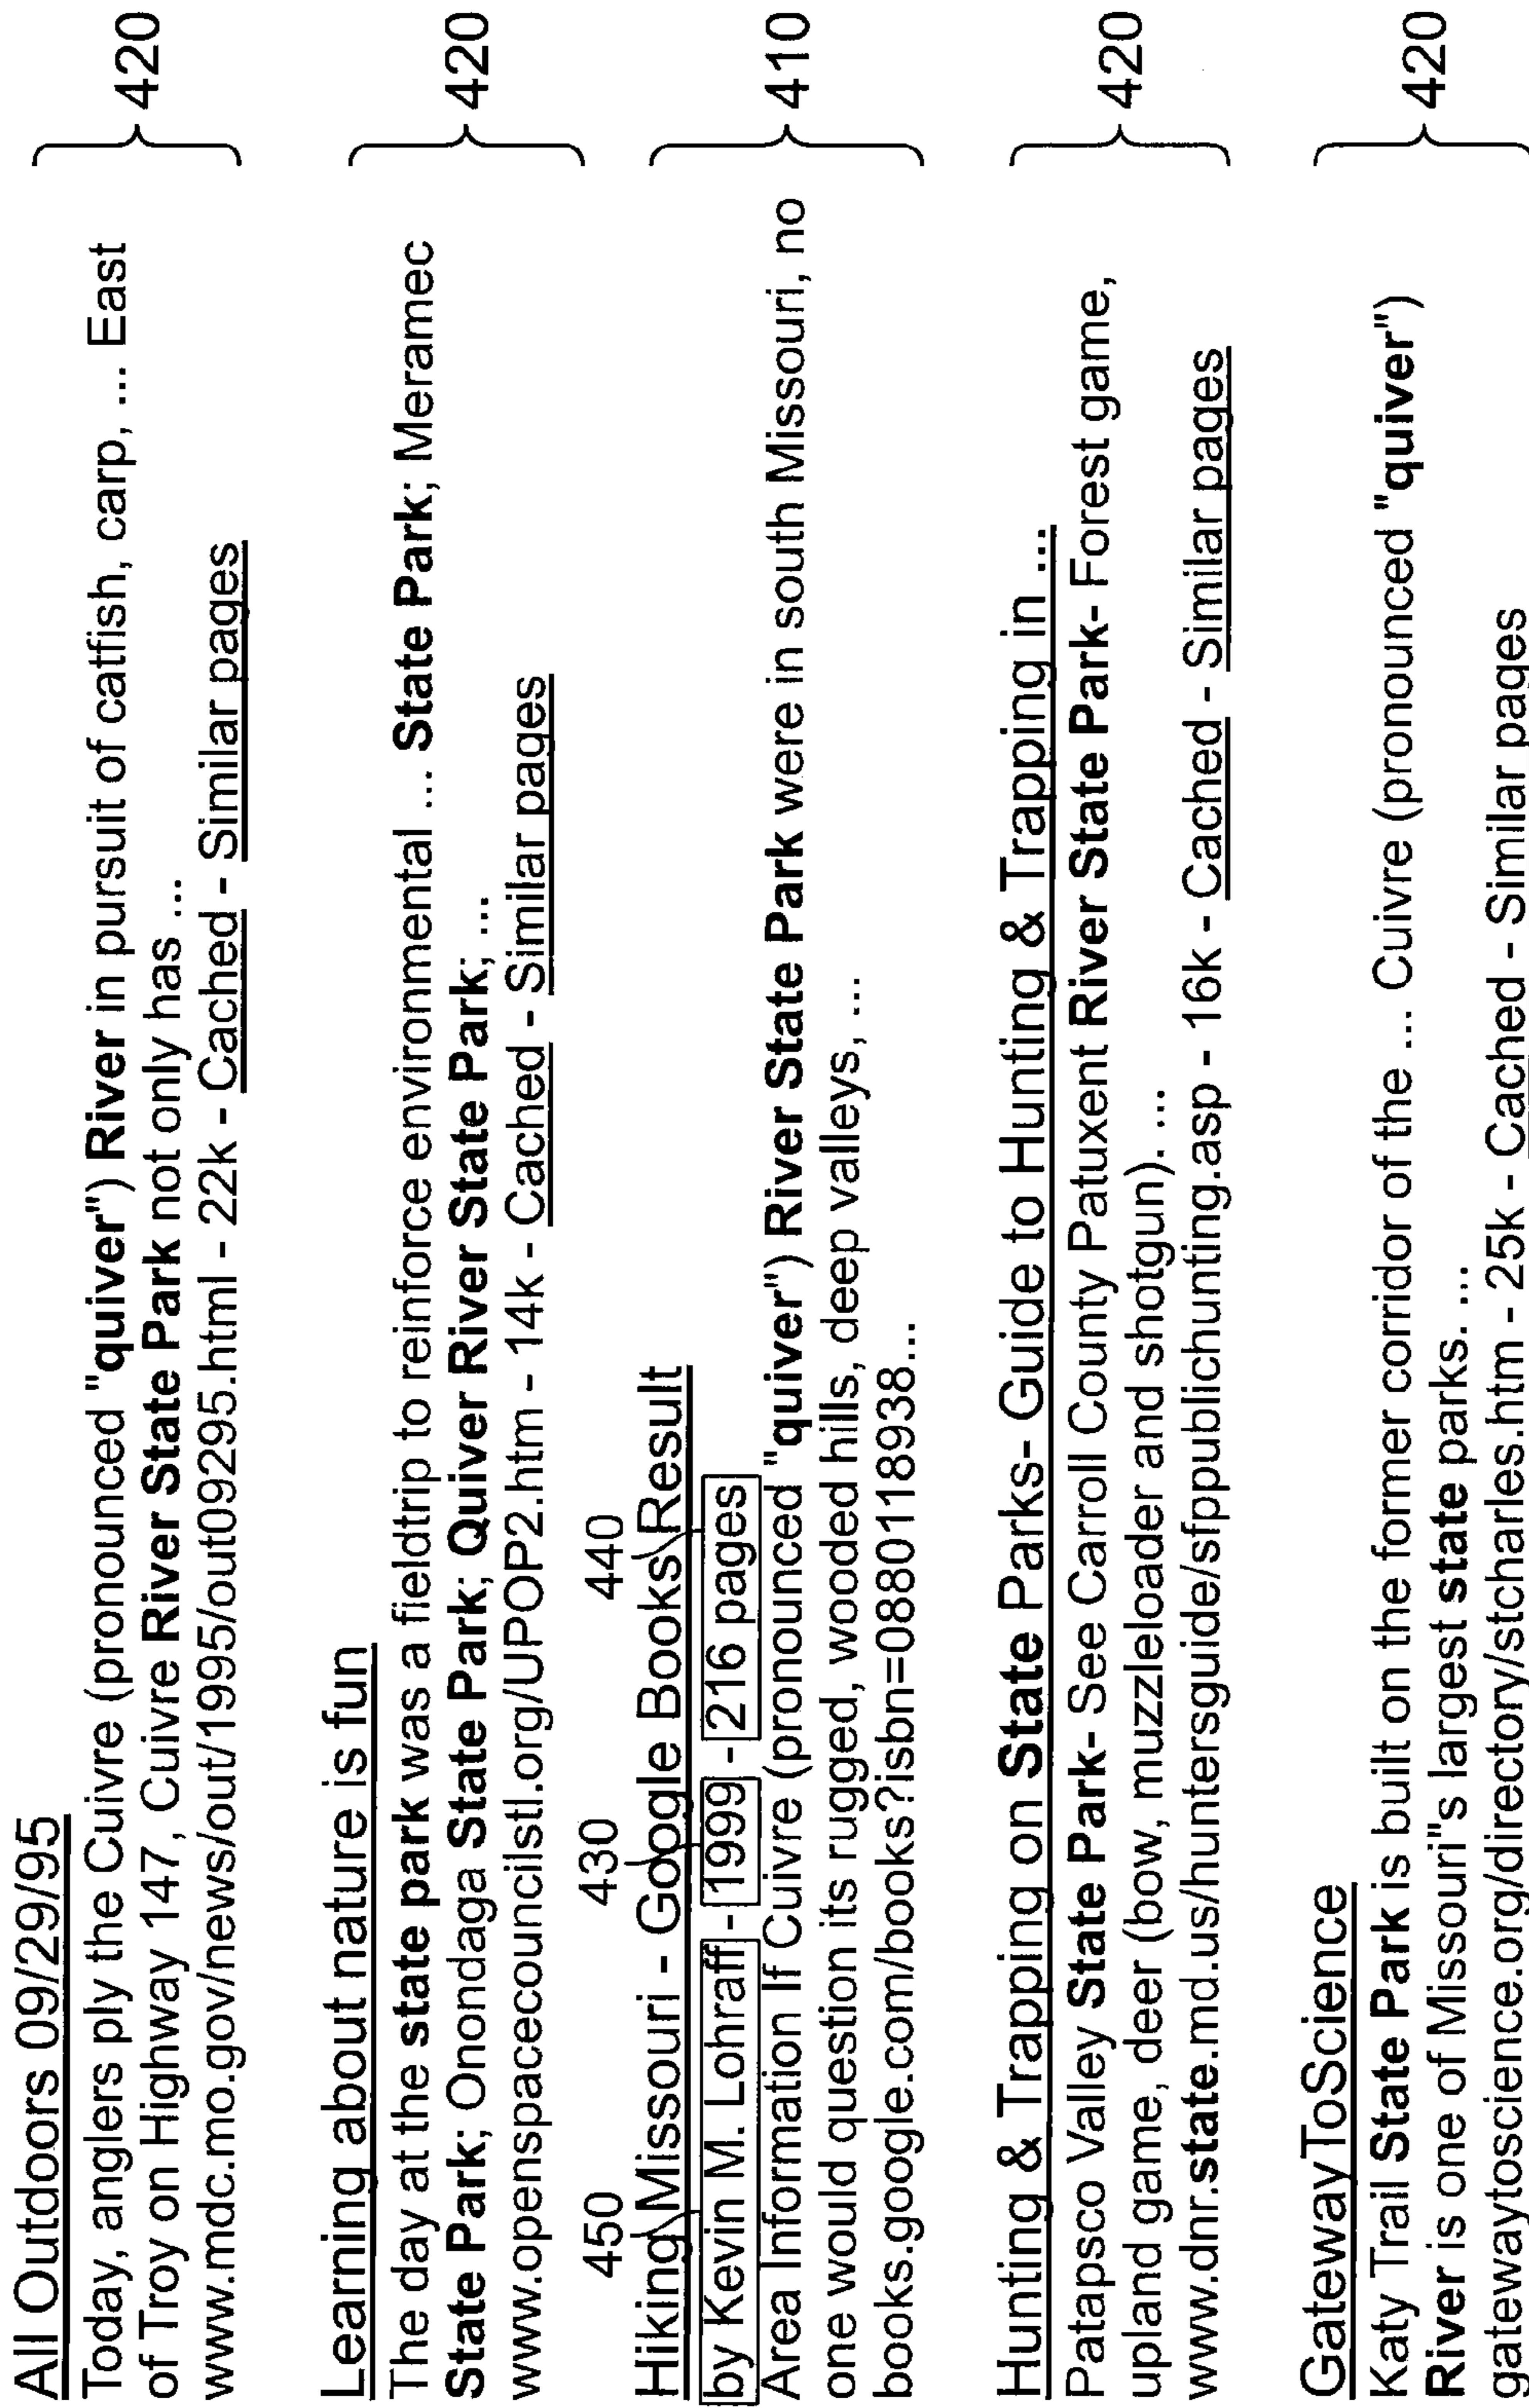 All Outdoors 09/29/95
Today, anglers ply the Cuivre (pronounced "quiver") River in pursuit of catfish, carp, ... East
of Troy on Highway 147, Cuivre River State Park not only has ...
www.mdc.mo.gov/news/out/1995/out09295.html - 22k - Cached - Similar pages
420
Learning about nature is fun
The day at the state park was a fieldtrip to reinforce environmental ... State Park; Meramec
State Park; Onondaga State Park; Quiver River State Park; ...
www.openspacecouncilstl.org/UPOP2.htm - 14k - Cached - Similar pages
420
450 430 440
Hiking Missouri - Google Books Result
by Kevin M. Lohraff - 1999 - 216 pages
Area Information If Cuivre (pronounced "quiver") River State Park were in south Missouri, no
one would question its rugged, wooded hills, deep valleys, ...
books.google.com/books?isbn=0880118938...
410
Hunting & Trapping on State Parks- Guide to Hunting & Trapping in ...
Patapsco Valley State Park- See Carroll County Patuxent River State Park- Forest game,
upland game, deer (bow, muzzleloader and shotgun). ...
www.dnr.state.md.us/huntersguide/sfppublichunting.asp - 16k - Cached - Similar pages
420
GatewayToScience
Katy Trail State Park is built on the former corridor of the ... Cuivre (pronounced "quiver")
River is one of Missouri"s largest state parks. ...
gatewaytoscience.org/directory/stcharles.htm - 25k - Cached - Similar pages
420